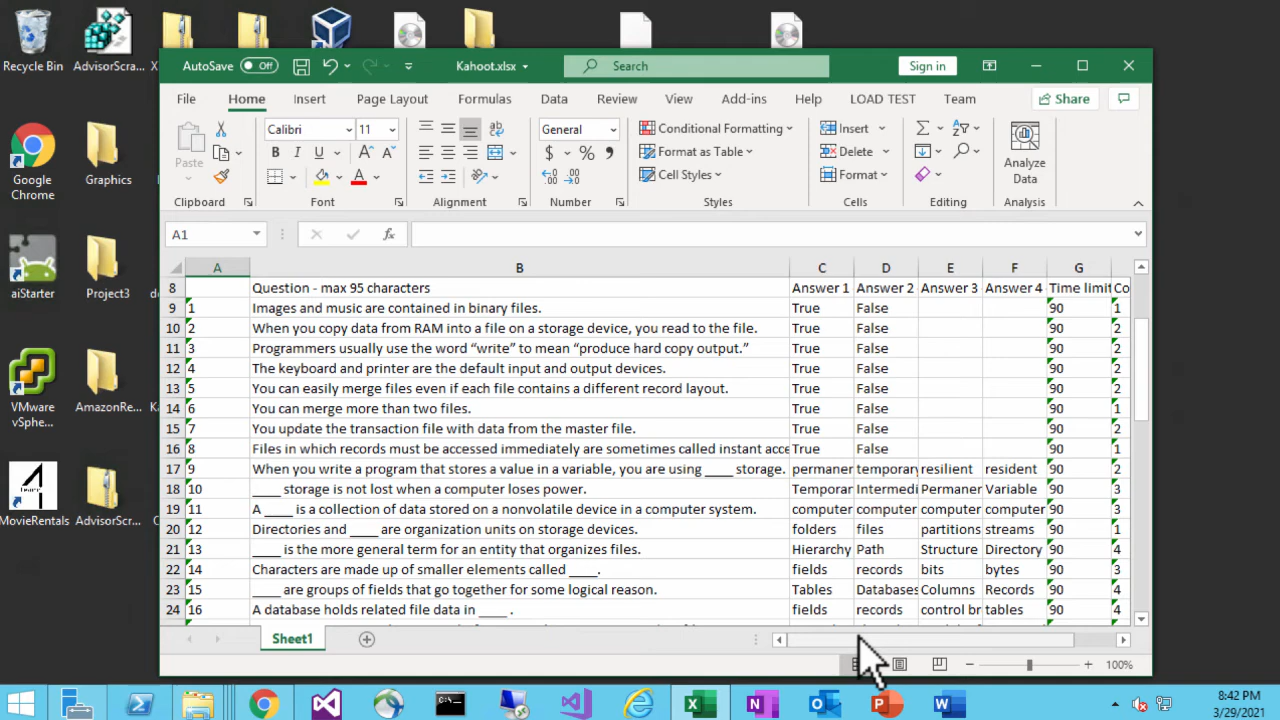 AutoSave Off Kahoot.xlsx Search Sign in
File Home Insert Page Layout Formulas Data Review View Add-ins Help LOAD TEST Team Share
Paste Calibri 11 General Conditional Formatting Insert Analyze Data
B I U A A $ % 9 Format as Table Delete
A Cell Styles Format
Clipboard Font Alignment Number Styles Cells Editing Analysis
A1 fx
A B C D E F G
8 Question - max 95 characters Answer 1 Answer 2 Answer 3 Answer 4 Time limit Co
9 1 Images and music are contained in binary files. True False 90 1
10 2 When you copy data from RAM into a file on a storage device, you read to the file. True False 90 2
11 3 Programmers usually use the word “write” to mean “produce hard copy output.” True False 90 2
12 4 The keyboard and printer are the default input and output devices. True False 90 2
13 5 You can easily merge files even if each file contains a different record layout. True False 90 2
14 6 You can merge more than two files. True False 90 1
15 7 You update the transaction file with data from the master file. True False 90 2
16 8 Files in which records must be accessed immediately are sometimes called instant acce True False 90 1
17 9 When you write a program that stores a value in a variable, you are using ____ storage. permaner temporary resilient resident 90 2
18 10 ____ storage is not lost when a computer loses power. Temporar Intermedi Permaner Variable 90 3
19 11 A ____ is a collection of data stored on a nonvolatile device in a computer system. computer computer computer computer 90 3
20 12 Directories and ____ are organization units on storage devices. folders files partitions streams 90 1
21 13 ____ is the more general term for an entity that organizes files. Hierarchy Path Structure Directory 90 4
22 14 Characters are made up of smaller elements called ____. fields records bits bytes 90 3
23 15 ____ are groups of fields that go together for some logical reason. Tables Databases Columns Records 90 4
24 16 A database holds related file data in ____ . fields records control br tables 90 4
Sheet1
100%
Recycle Bin AdvisorScra...
Google Chrome Graphics
aiStarter Project3
VMware vSphe... AmazonRe...
MovieRentals AdvisorScr...
8:42 PM
3/29/2021